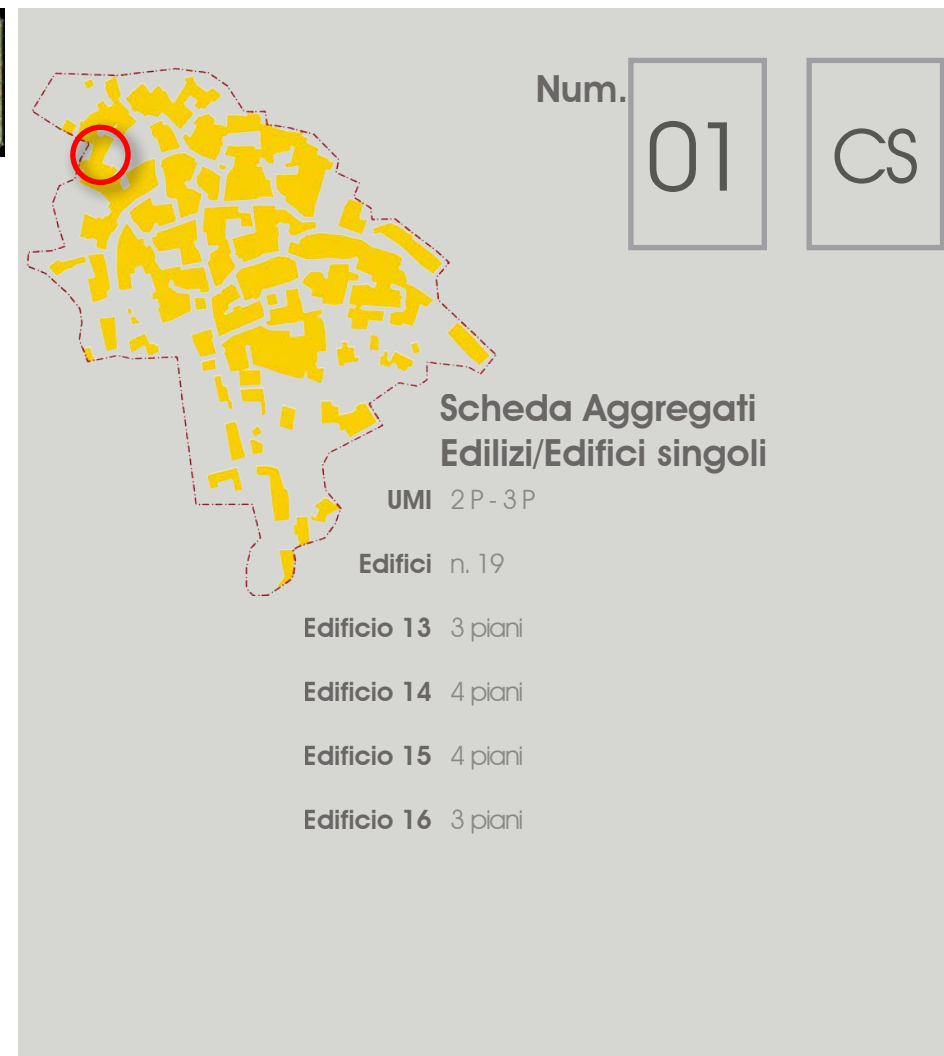 Num.
01
CS
Scheda Aggregati
Edilizi/Edifici singoli
UMI 2 P - 3 P
Edifici n. 19
Edificio 13 3 piani
Edificio 14 4 piani
Edificio 15 4 piani
Edificio 16 3 piani